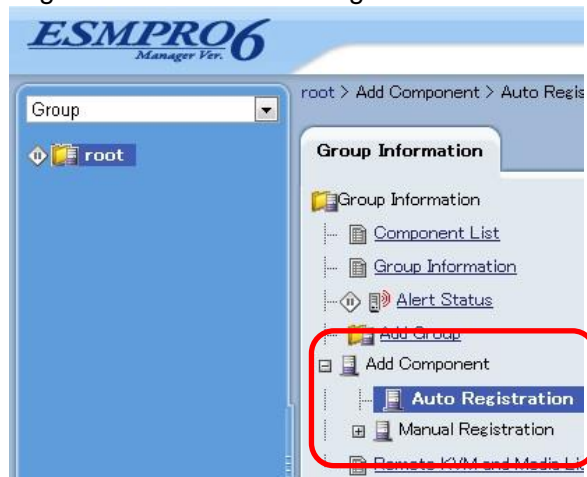 ESMPRO6
Manager Ver.
Group
root
root > Add Component > Auto Regis
Group Information
Group Information
Component List
Group Information
Alert Status
Add Group
Add Component
Auto Registration
Manual Registration
Remote KVM and Media Li